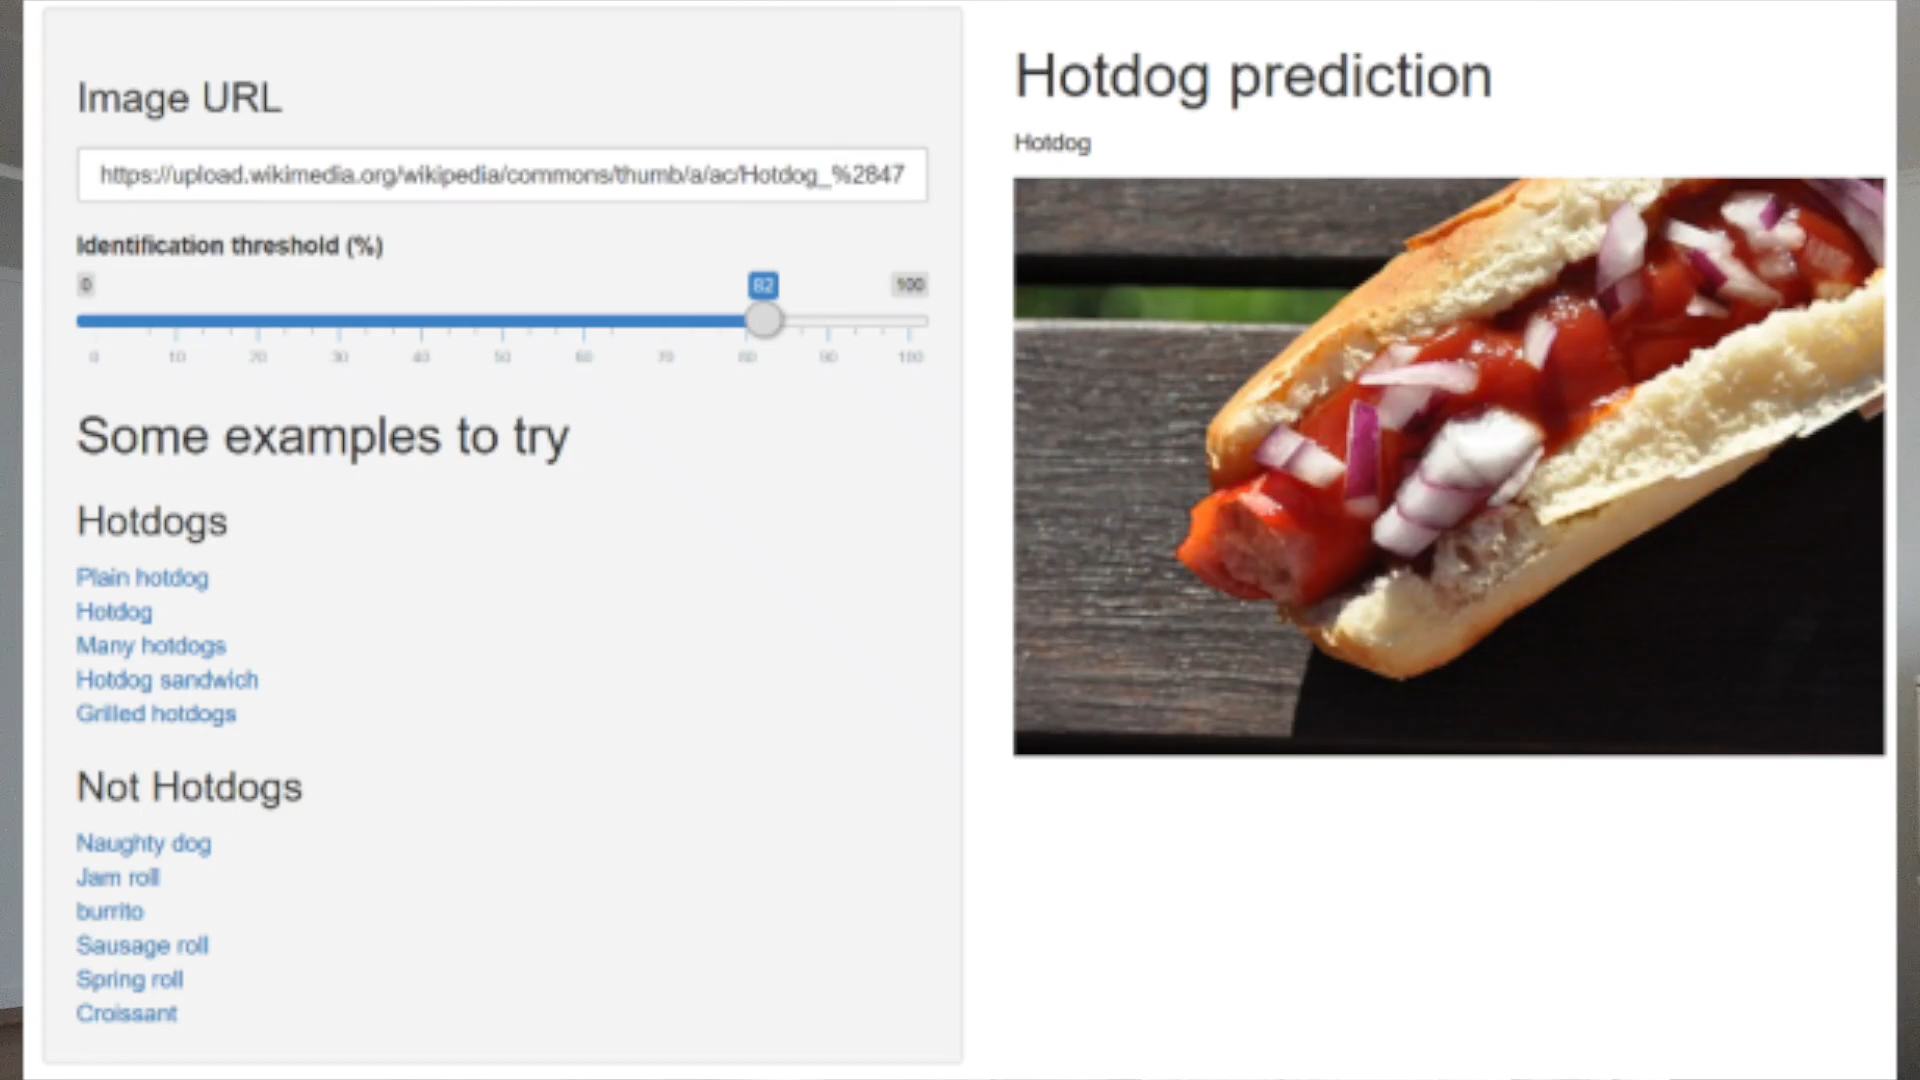 Image URL
https://upload.wikimedia.org/wikipedia/commons/thumb/a/ac/Hotdog_%2847
Identification threshold (%)
0 82 100
0 10 20 30 40 50 60 70 80 90 100
Some examples to try
Hotdogs
Plain hotdog
Hotdog
Many hotdogs
Hotdog sandwich
Grilled hotdogs
Not Hotdogs
Naughty dog
Jam roll
burrito
Sausage roll
Spring roll
Croissant
Hotdog prediction
Hotdog